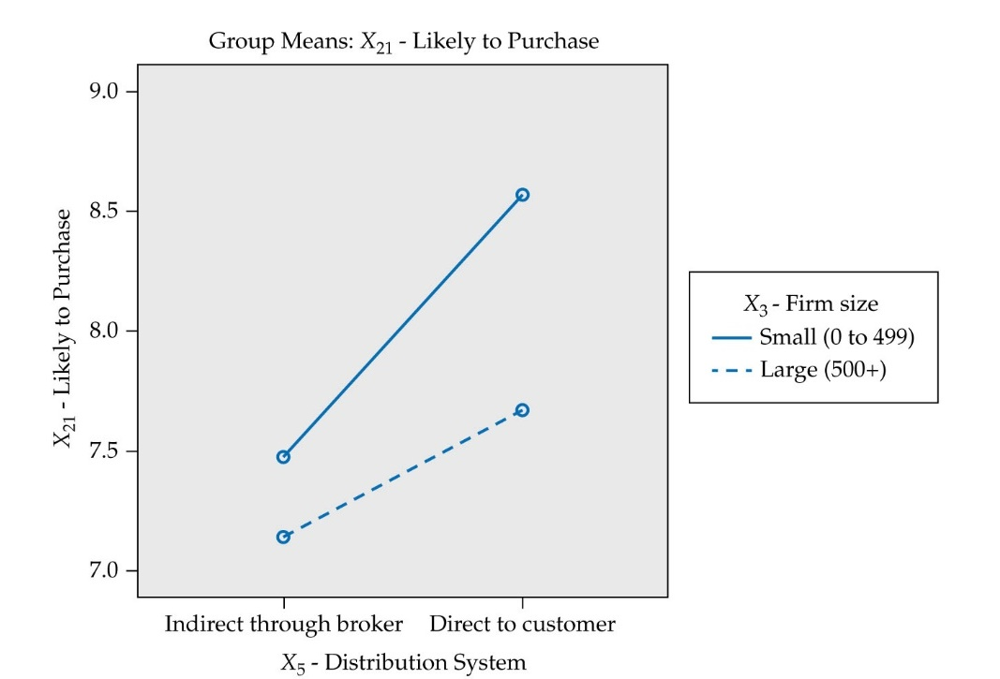 Group Means: X21 - Likely to Purchase
9.0
8.5
8.0
7.5
7.0
X21 - Likely to Purchase
Indirect through broker
Direct to customer
X5 - Distribution System
X3 - Firm size
Small (0 to 499)
Large (500+)